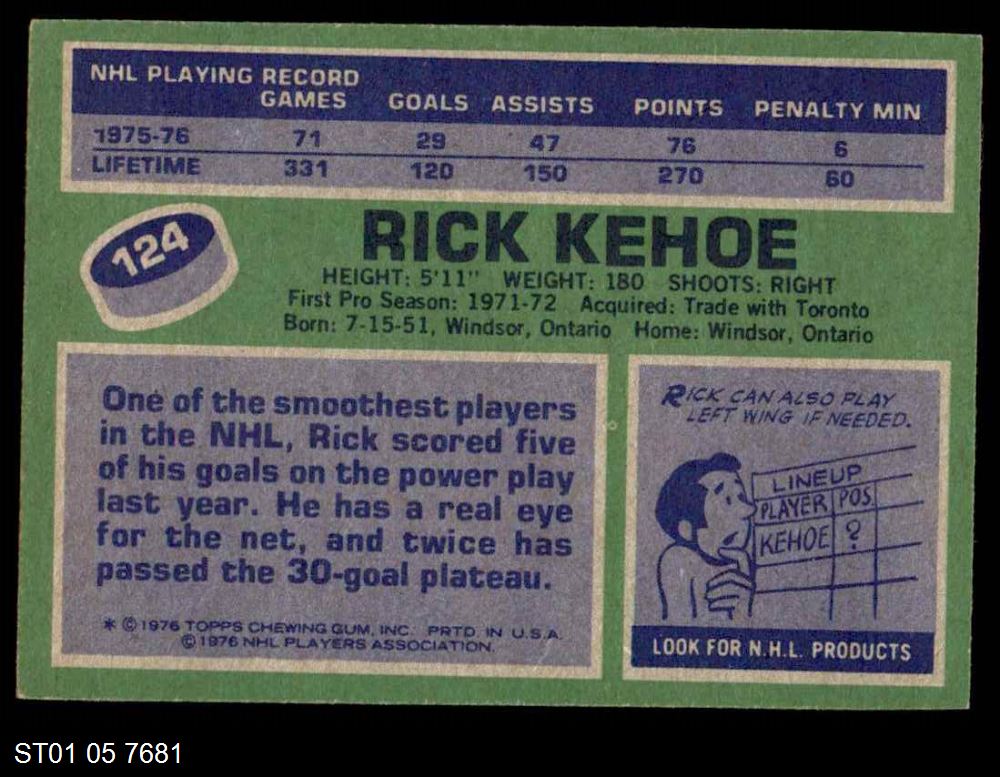 NHL PLAYING RECORD
GAMES GOALS ASSISTS POINTS PENALTY MIN
1975-76 71 29 47 76 6
LIFETIME 331 120 150 270 60
124
RICK KEHOE
HEIGHT: 5'11" WEIGHT: 180 SHOOTS: RIGHT
First Pro Season: 1971-72 Acquired: Trade with Toronto
Born: 7-15-51, Windsor, Ontario Home: Windsor, Ontario
One of the smoothest players
in the NHL, Rick scored five
of his goals on the power play
last year. He has a real eye
for the net, and twice has
passed the 30-goal plateau.
* © 1976 TOPPS CHEWING GUM, INC. PRTD. IN U.S.A.
© 1976 NHL PLAYERS ASSOCIATION.
RICK CAN ALSO PLAY
LEFT WING IF NEEDED.
LINEUP
PLAYER POS.
KEHOE ?
LOOK FOR N.H.L. PRODUCTS
ST01 05 7681